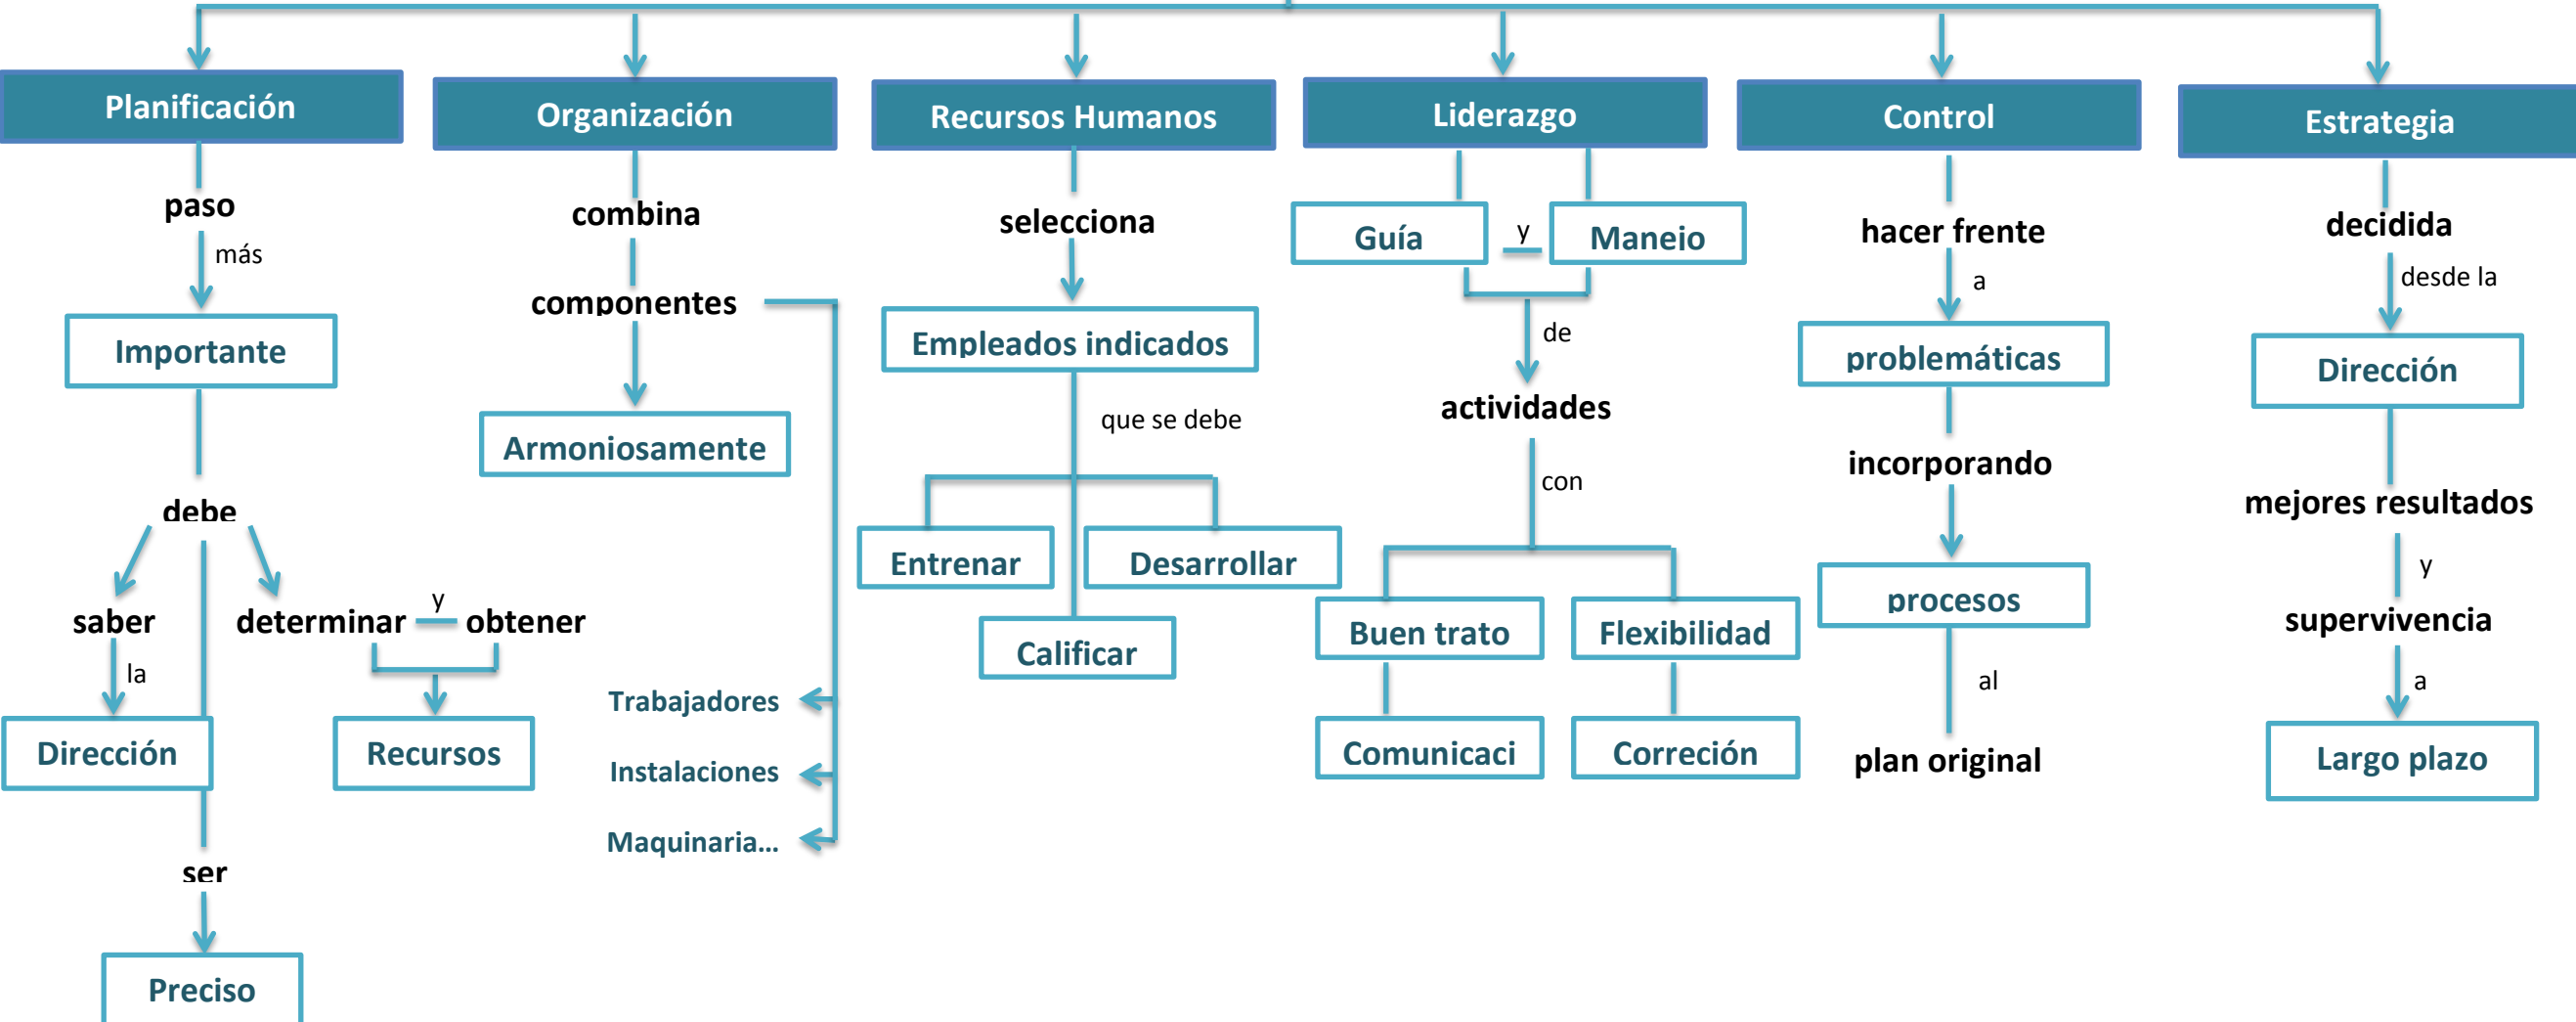 Planificación
paso
más
Importante
debe
saber
la
Dirección
determinar y obtener
Recursos
ser
Preciso
Organización
combina
componentes
Armoniosamente
Trabajadores
Instalaciones
Maquinaria...
Recursos Humanos
selecciona
Empleados indicados
que se debe
Entrenar
Desarrollar
Calificar
Liderazgo
Guía y Manejo
de
actividades
con
Buen trato
Flexibilidad
Comunicaci
Correción
Control
hacer frente
a
problemáticas
incorporando
procesos
al
plan original
Estrategia
decidida
desde la
Dirección
mejores resultados
y
supervivencia
a
Largo plazo